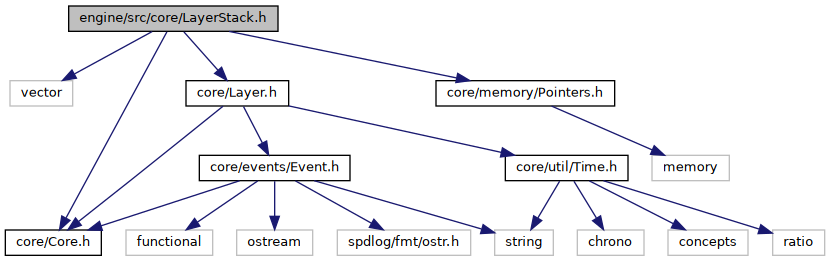 engine/src/core/LayerStack.h
vector
core/Layer.h
core/memory/Pointers.h
core/events/Event.h
core/util/Time.h
memory
core/Core.h
functional
ostream
spdlog/fmt/ostr.h
string
chrono
concepts
ratio